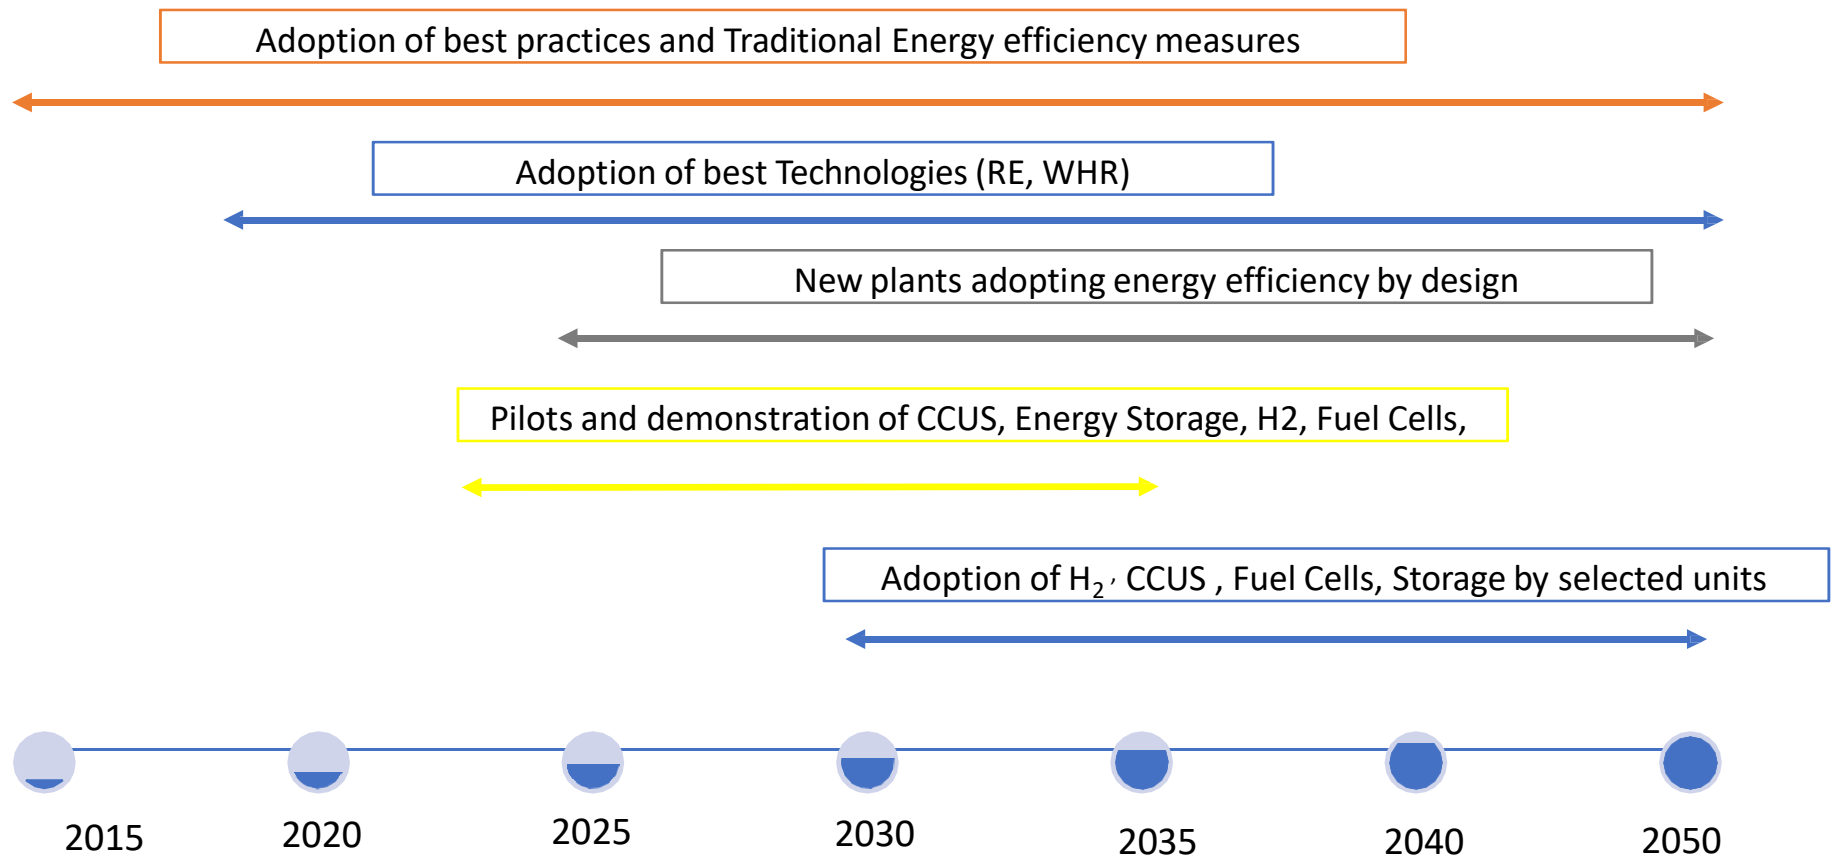 Adoption of best practices and Traditional Energy efficiency measures
Adoption of best Technologies (RE, WHR)
New plants adopting energy efficiency by design
Pilots and demonstration of CCUS, Energy Storage, H2, Fuel Cells,
Adoption of H₂, CCUS , Fuel Cells, Storage by selected units
2015 2020 2025 2030 2035 2040 2050